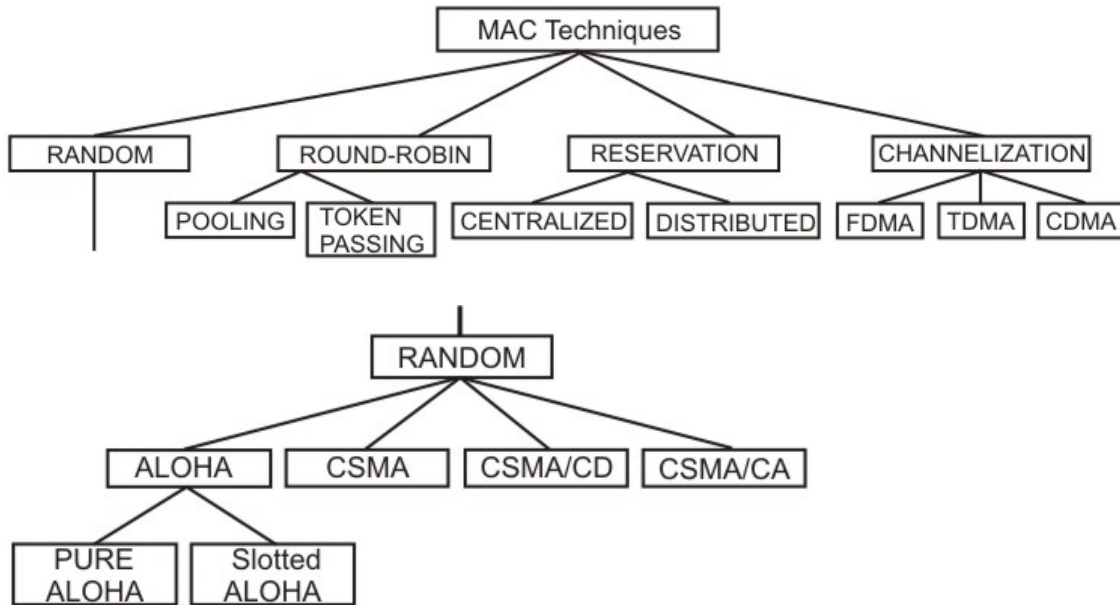 MAC Techniques
RANDOM
ROUND-ROBIN
RESERVATION
CHANNELIZATION
POOLING
TOKEN
PASSING
CENTRALIZED
DISTRIBUTED
FDMA
TDMA
CDMA
RANDOM
ALOHA
CSMA
CSMA/CD
CSMA/CA
PURE
ALOHA
Slotted
ALOHA